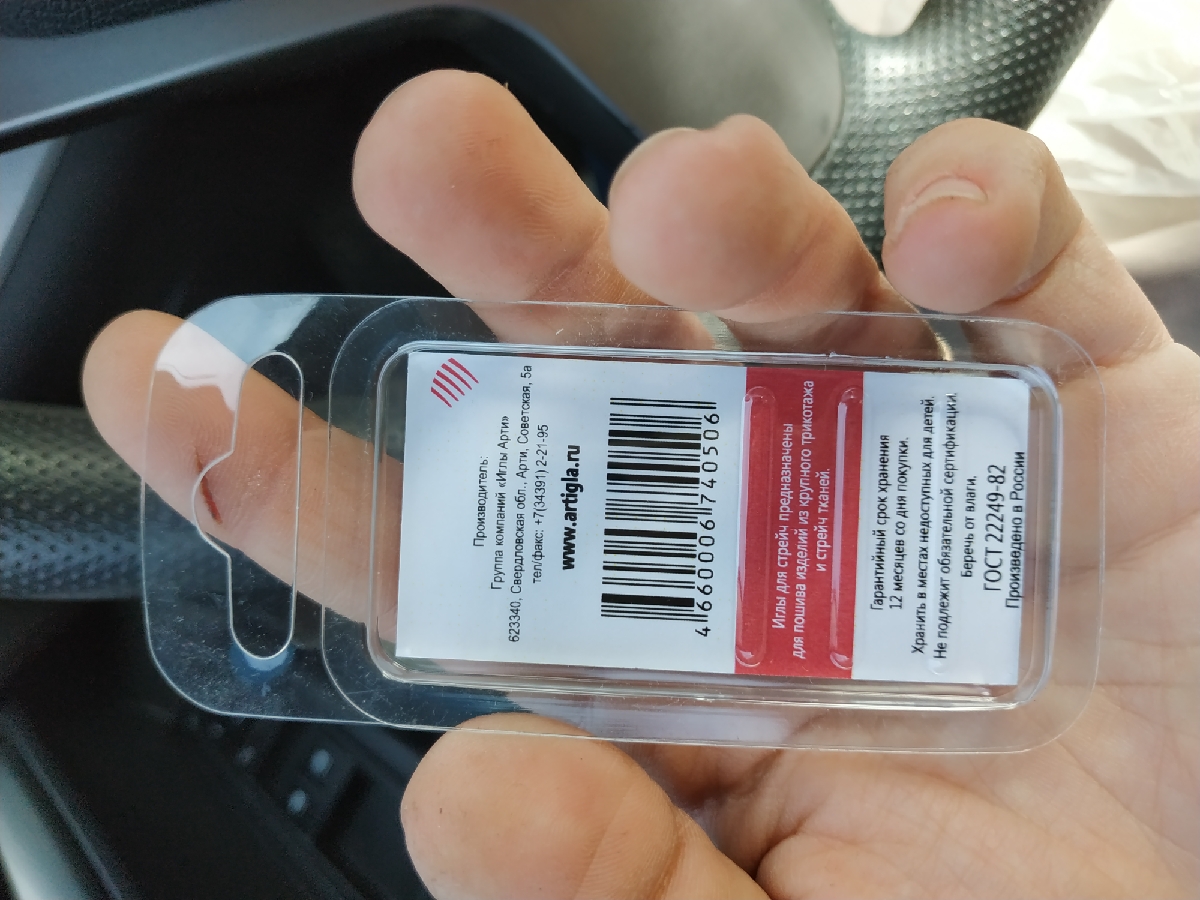 Производитель:
Группа компаний «Иглы Арти»
623340, Свердловская обл., Арти, Советская, 5а
тел/факс: +7(34391) 2-21-95
www.artigla.ru
4 660006 740506
Иглы для стрейч предназначены
для пошива изделий из крупного трикотажа
и стрейч тканей.
Гарантийный срок хранения
12 месяцев со дня покупки.
Хранить в местах недоступных для детей.
Не подлежит обязательной сертификации.
Беречь от влаги.
ГОСТ 22249-82
Произведено в России